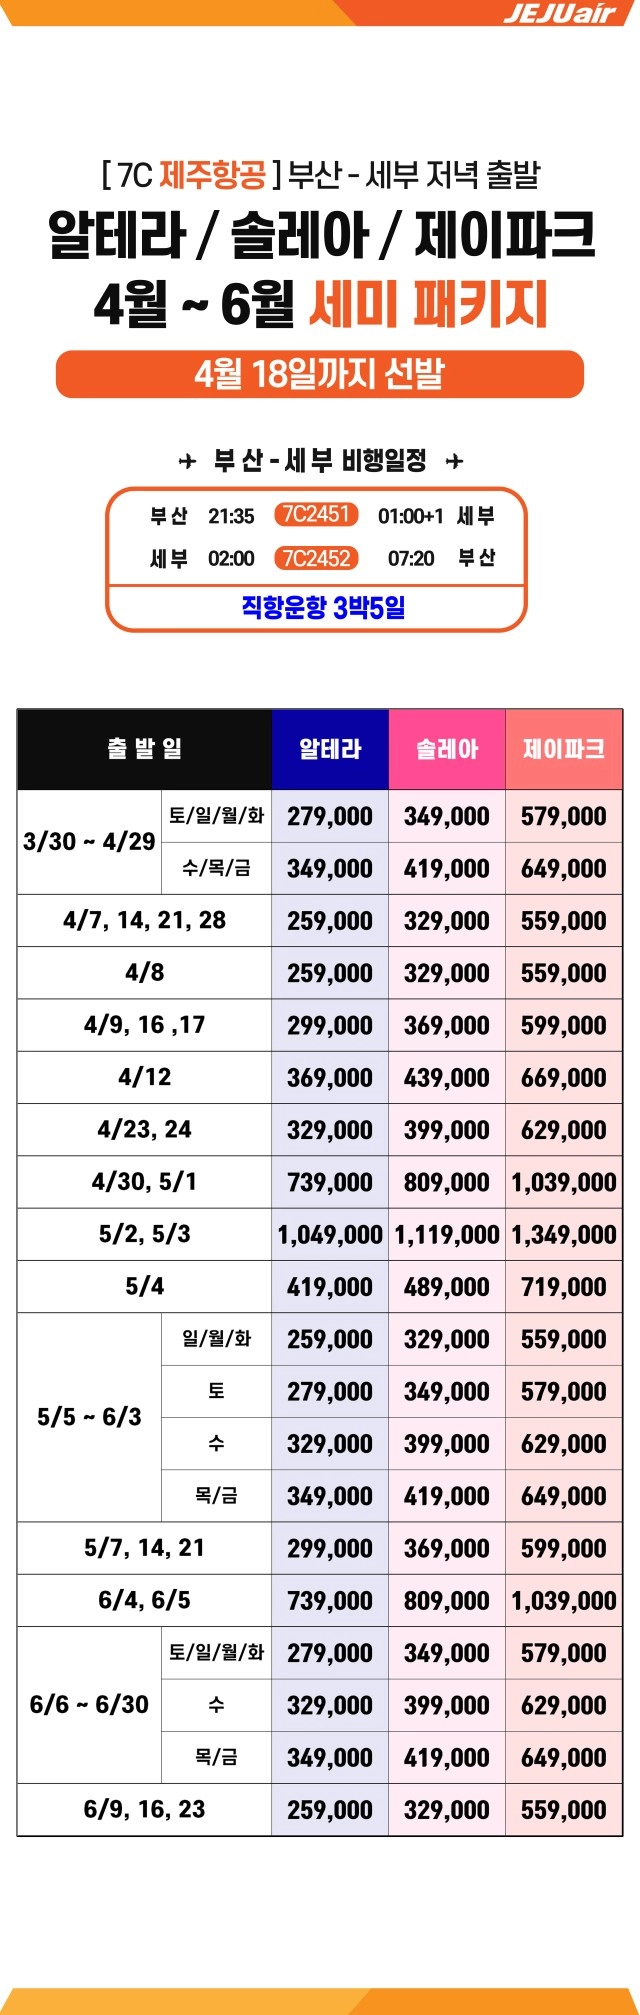 JEJUair
[ 7C 제주항공 ] 부산 - 세부 저녁 출발
알테라 / 솔레아 / 제이파크
4월 ~ 6월 세미 패키지
4월 18일까지 선발
부 산 - 세 부 비행일정
부 산 21:35 7C2451 01:00+1 세 부
세 부 02:00 7C2452 07:20 부 산
직항운항 3박5일
출 발 일 알테라 솔레아 제이파크
3/30 ~ 4/29 토/일/월/화 279,000 349,000 579,000
수/목/금 349,000 419,000 649,000
4/7, 14, 21, 28 259,000 329,000 559,000
4/8 259,000 329,000 559,000
4/9, 16 ,17 299,000 369,000 599,000
4/12 369,000 439,000 669,000
4/23, 24 329,000 399,000 629,000
4/30, 5/1 739,000 809,000 1,039,000
5/2, 5/3 1,049,000 1,119,000 1,349,000
5/4 419,000 489,000 719,000
5/5 ~ 6/3 일/월/화 259,000 329,000 559,000
토 279,000 349,000 579,000
수 329,000 399,000 629,000
목/금 349,000 419,000 649,000
5/7, 14, 21 299,000 369,000 599,000
6/4, 6/5 739,000 809,000 1,039,000
6/6 ~ 6/30 토/일/월/화 279,000 349,000 579,000
수 329,000 399,000 629,000
목/금 349,000 419,000 649,000
6/9, 16, 23 259,000 329,000 559,000